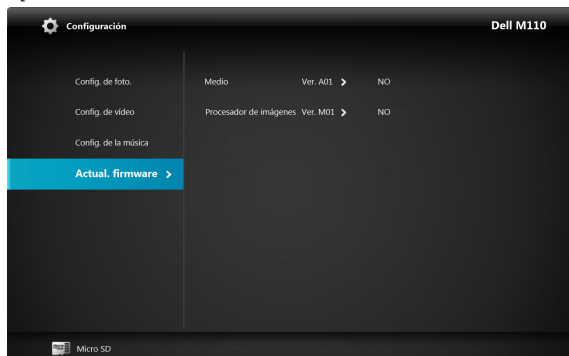 Configuración
Dell M110
Config. de foto.
Medio Ver. A01 NO
Config. de vídeo
Procesador de imágenes Ver. M01 NO
Config. de la música
Actual. firmware
Micro SD